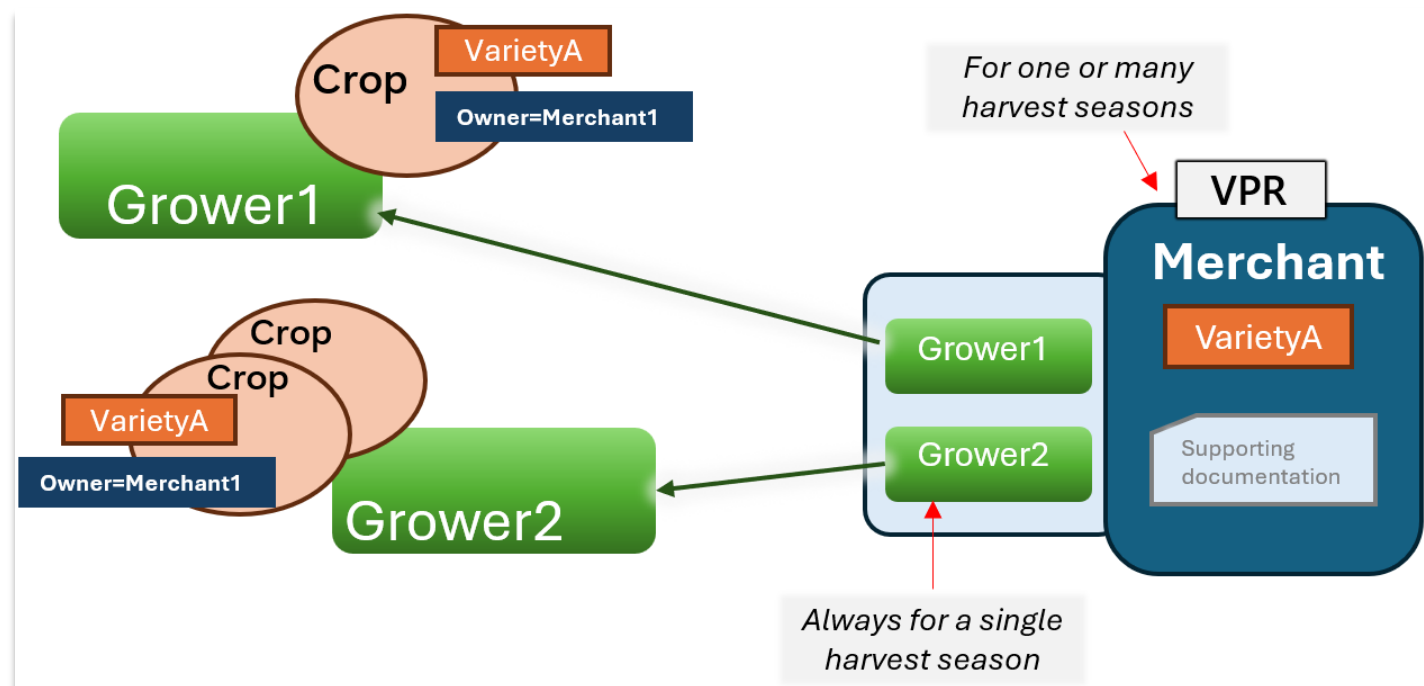 Crop
VarietyA
Owner=Merchant1
Grower1
Crop
Crop
VarietyA
Owner=Merchant1
Grower2
For one or many
harvest seasons
VPR
Merchant
VarietyA
Supporting
documentation
Grower1
Grower2
Always for a single
harvest season